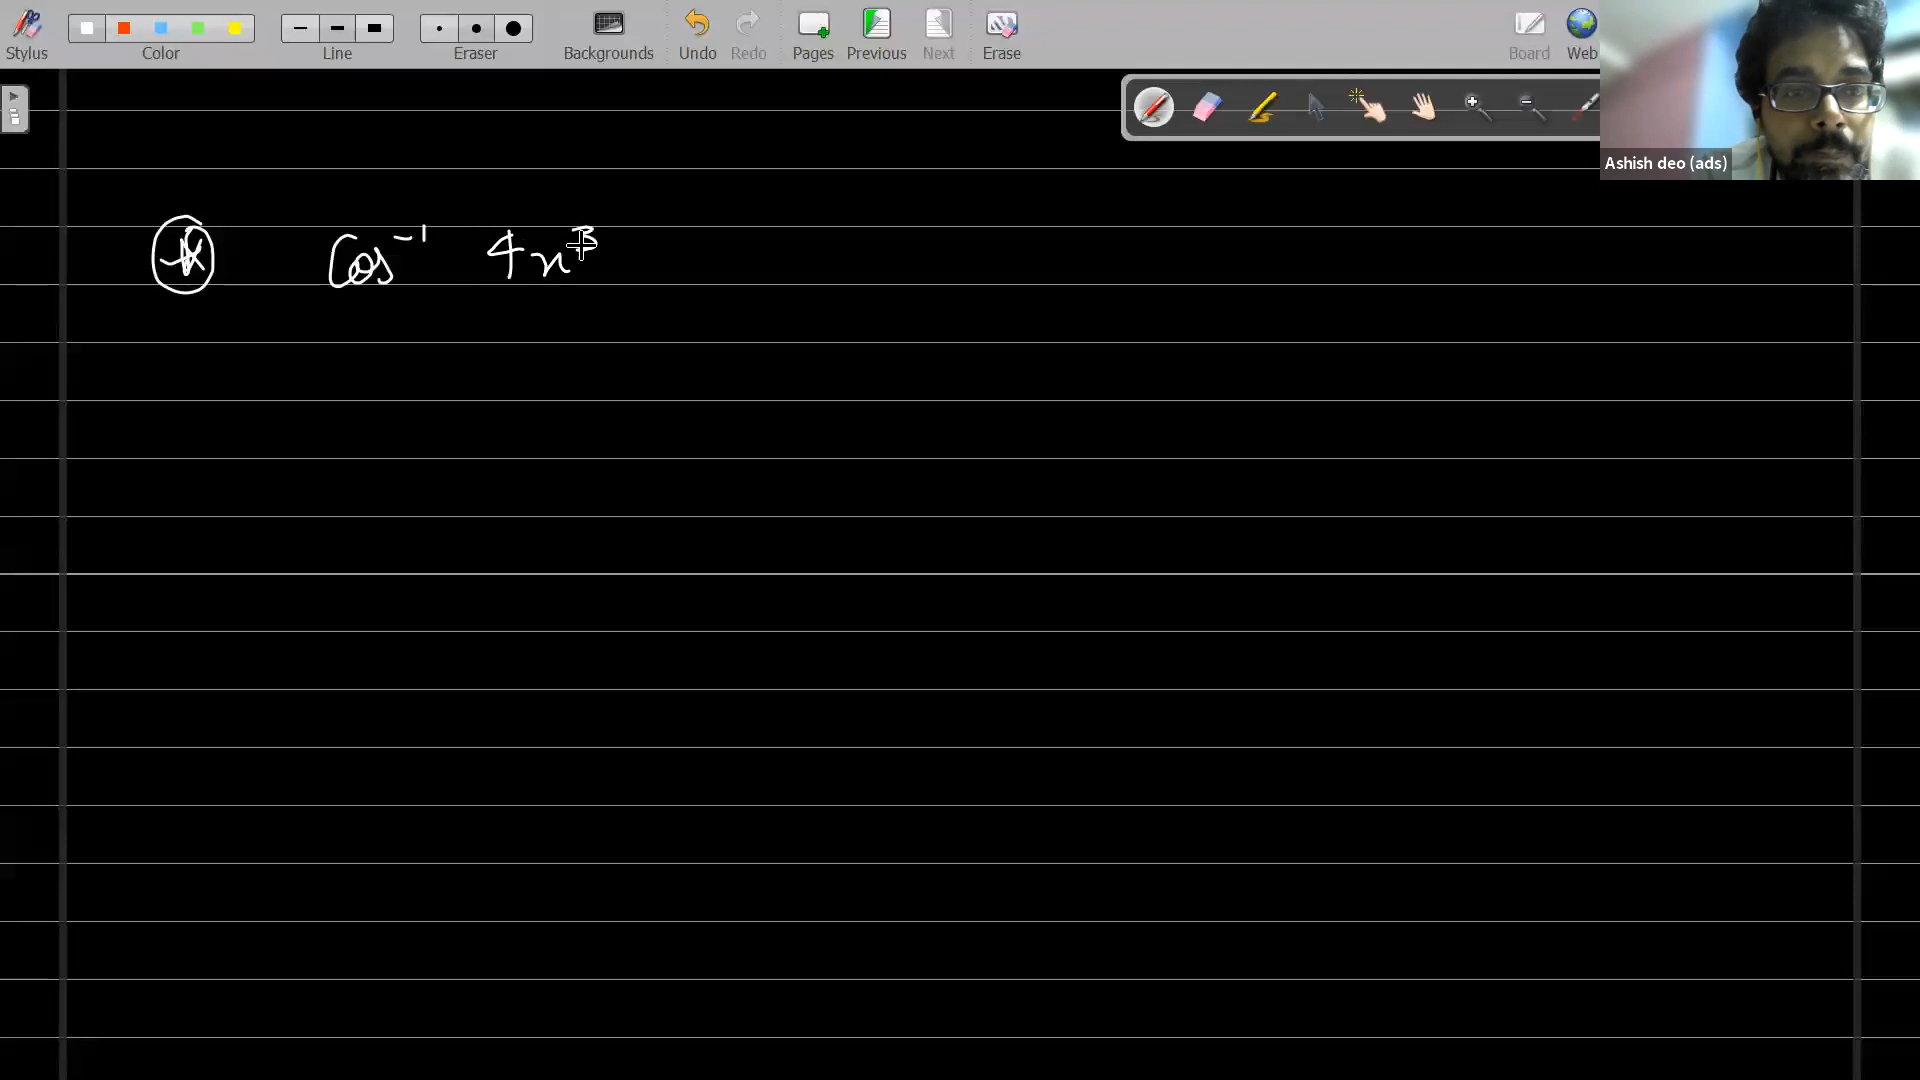 Stylus Color Line Eraser Backgrounds Undo Redo Pages Previous Next Erase Board Web
Ashish deo (ads)
Cos⁻¹ 4x³